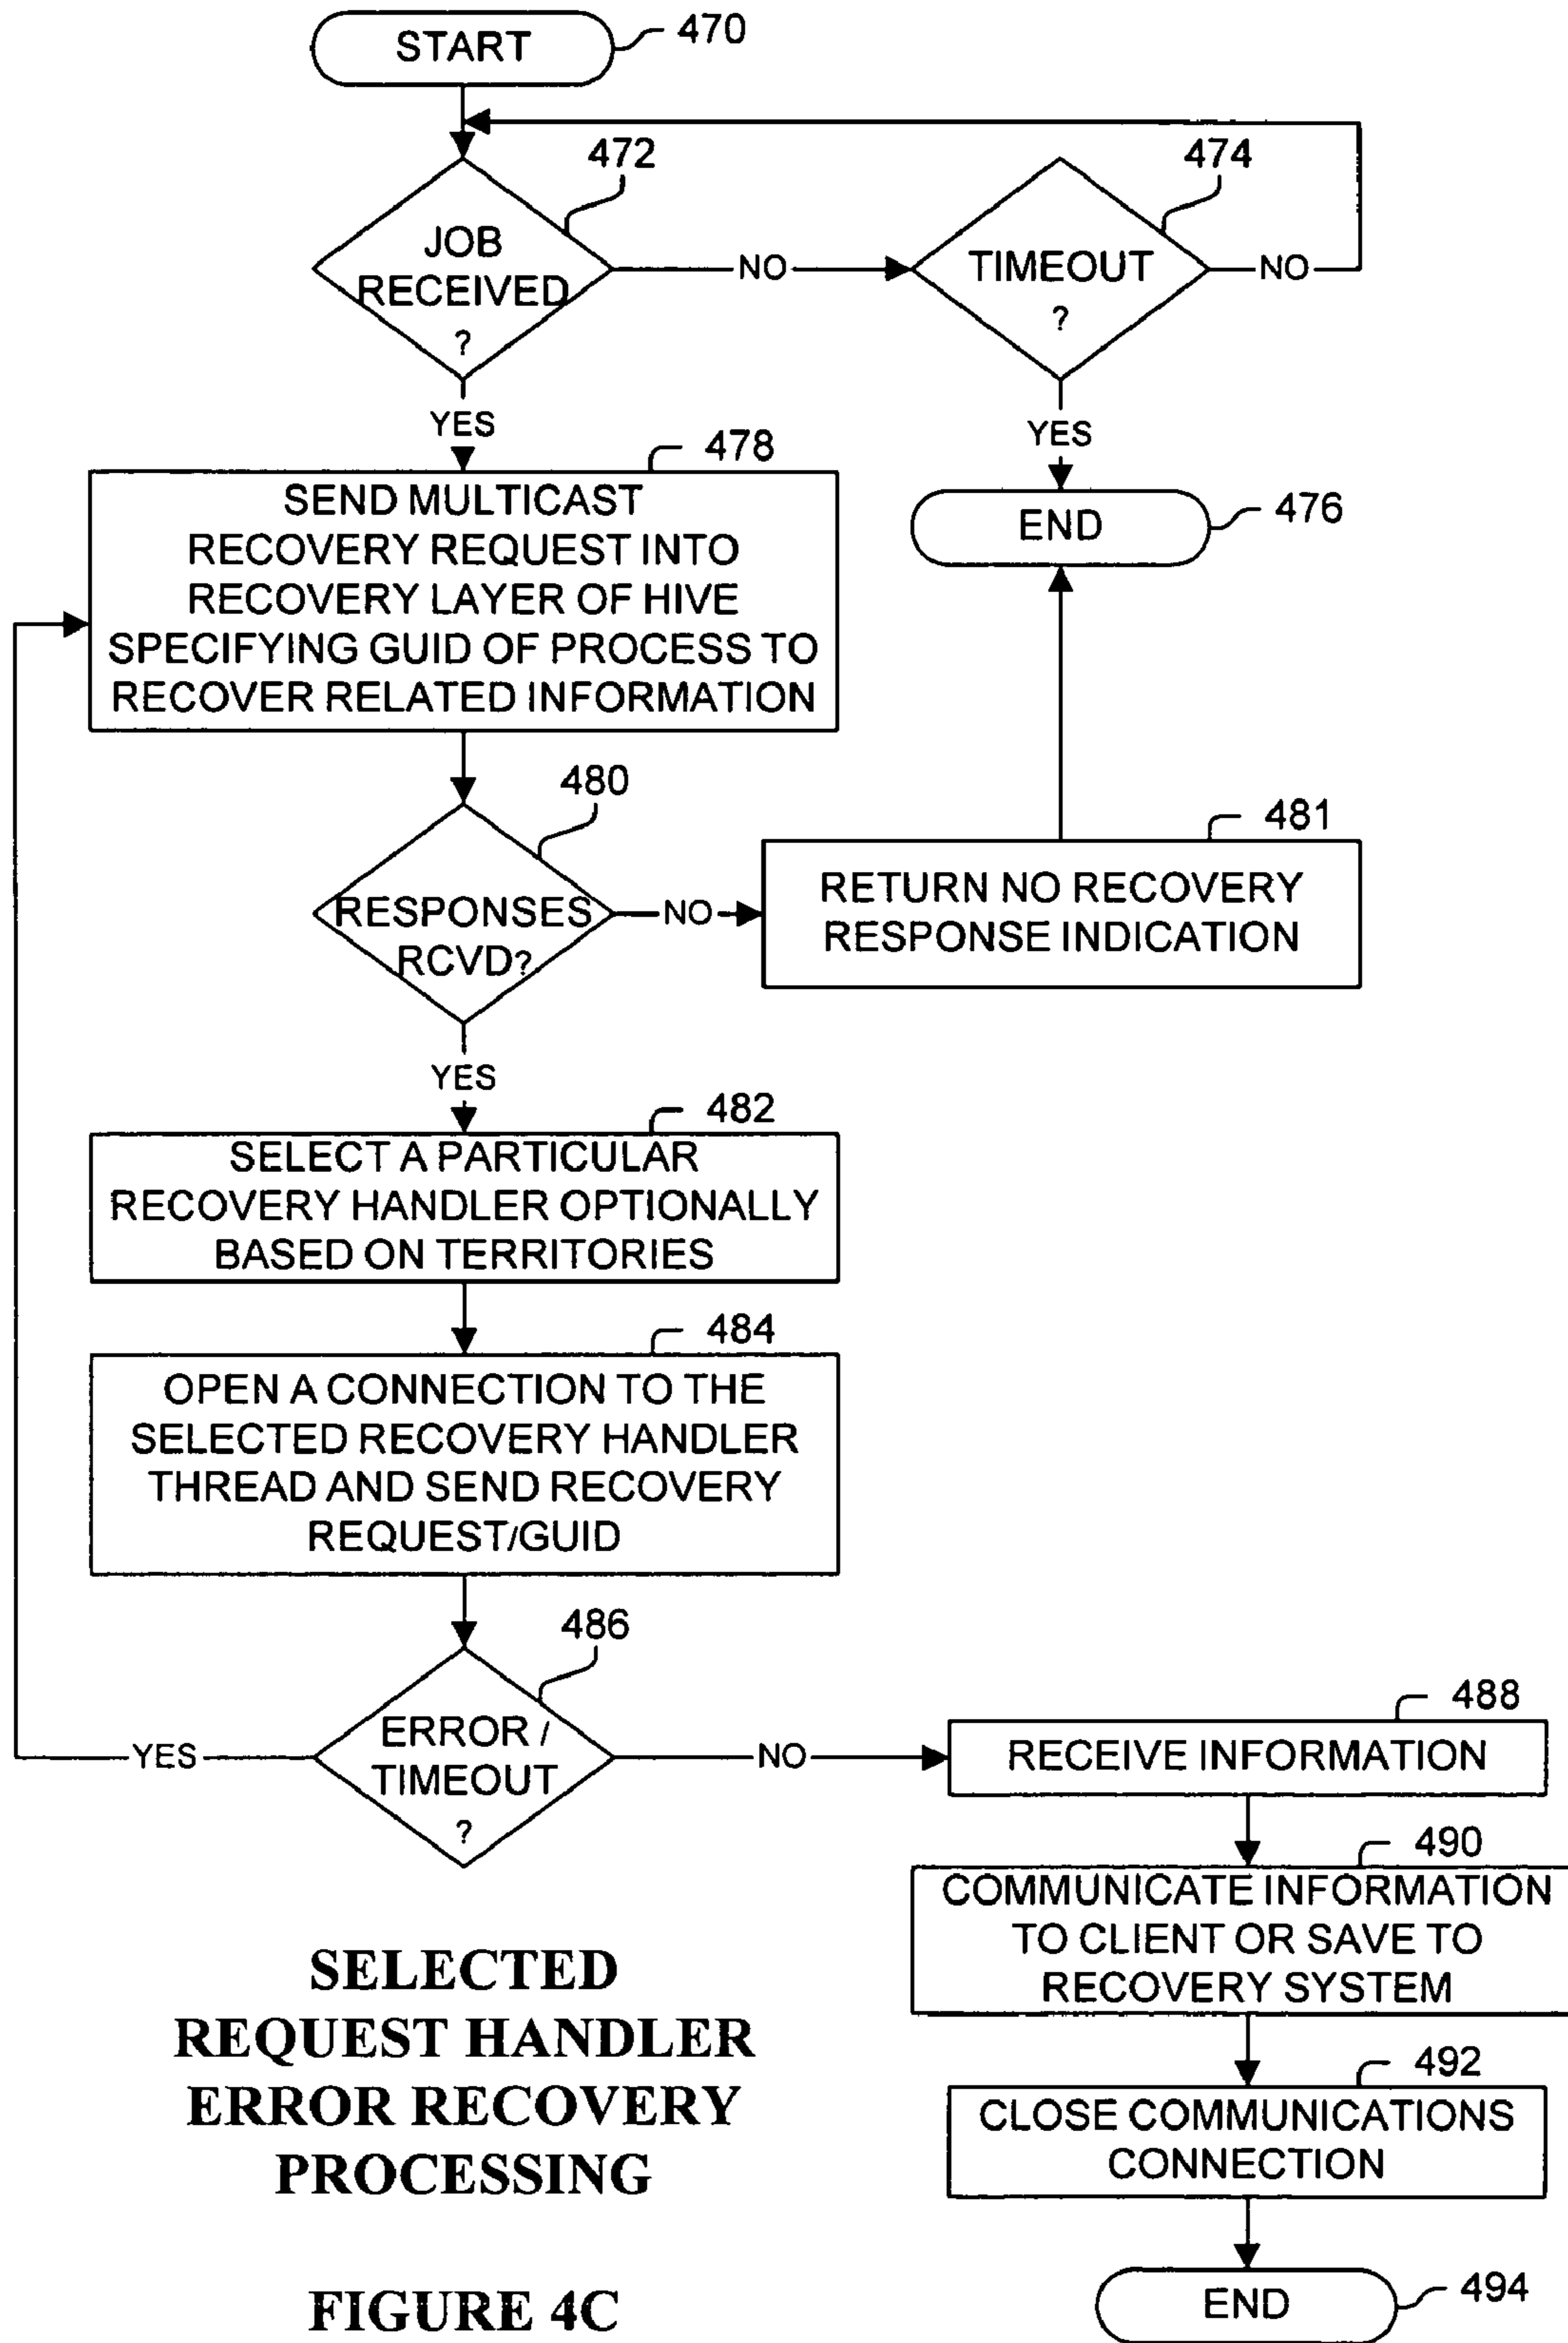 START
470
472
474
JOB
RECEIVED
?
NO
TIMEOUT
?
NO
YES
YES
478
476
SEND MULTICAST
RECOVERY REQUEST INTO
RECOVERY LAYER OF HIVE
SPECIFYING GUID OF PROCESS TO
RECOVER RELATED INFORMATION
END
480
481
RESPONSES
RCVD?
NO
RETURN NO RECOVERY
RESPONSE INDICATION
YES
482
SELECT A PARTICULAR
RECOVERY HANDLER OPTIONALLY
BASED ON TERRITORIES
484
OPEN A CONNECTION TO THE
SELECTED RECOVERY HANDLER
THREAD AND SEND RECOVERY
REQUEST/GUID
486
ERROR /
TIMEOUT
?
YES
NO
488
RECEIVE INFORMATION
490
COMMUNICATE INFORMATION
TO CLIENT OR SAVE TO
RECOVERY SYSTEM
492
CLOSE COMMUNICATIONS
CONNECTION
END
494
SELECTED
REQUEST HANDLER
ERROR RECOVERY
PROCESSING
FIGURE 4C